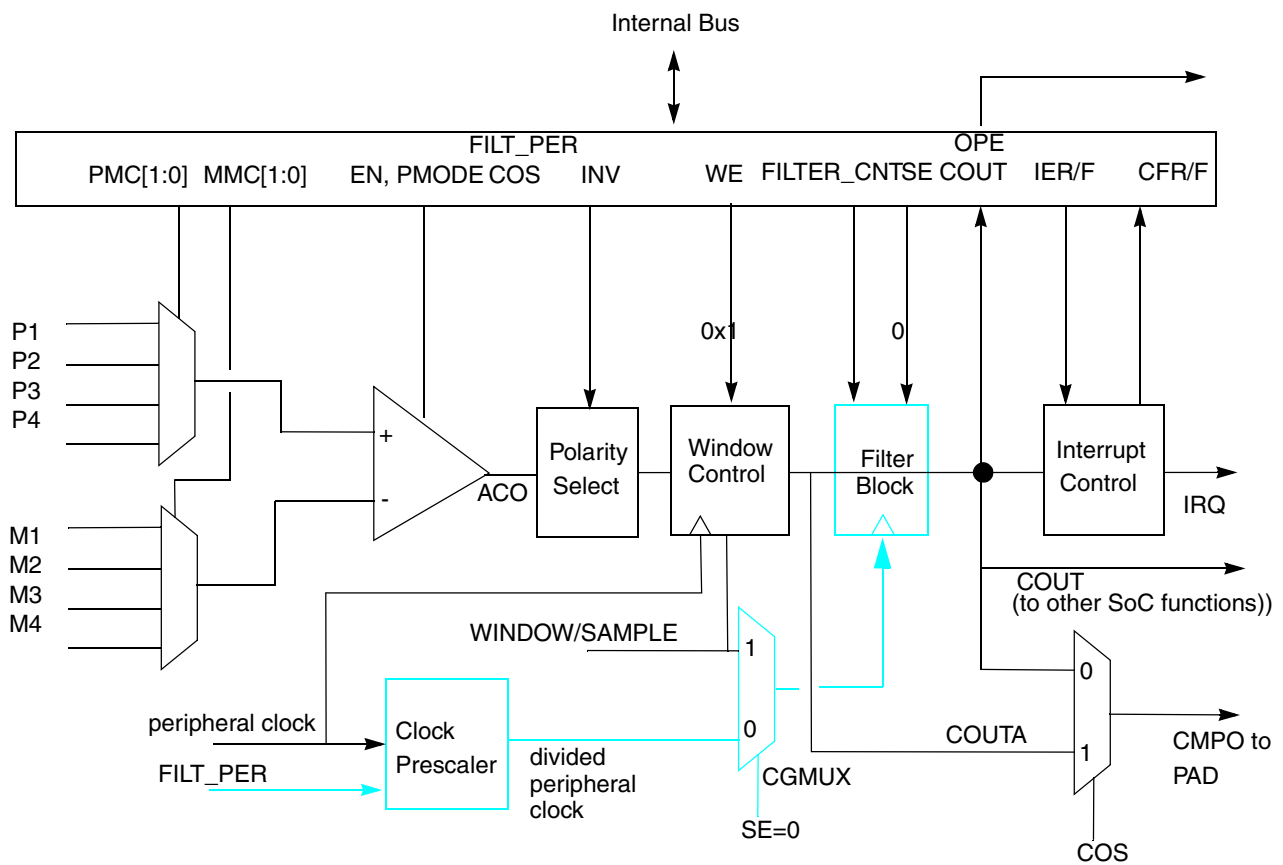 Internal Bus
FILT_PER
OPE
PMC[1:0] MMC[1:0] EN, PMODE COS INV WE FILTER_CNT SE COUT IER/F CFR/F
0x1
0
P1
P2
P3
P4
+
-
ACO
Polarity
Select
Window
Control
Filter
Block
Interrupt
Control
IRQ
M1
M2
M3
M4
COUT
(to other SoC functions))
WINDOW/SAMPLE
1
0
0
1
peripheral clock
FILT_PER
Clock
Prescaler
divided
peripheral
clock
CGMUX
SE=0
COUTA
CMPO to
PAD
COS